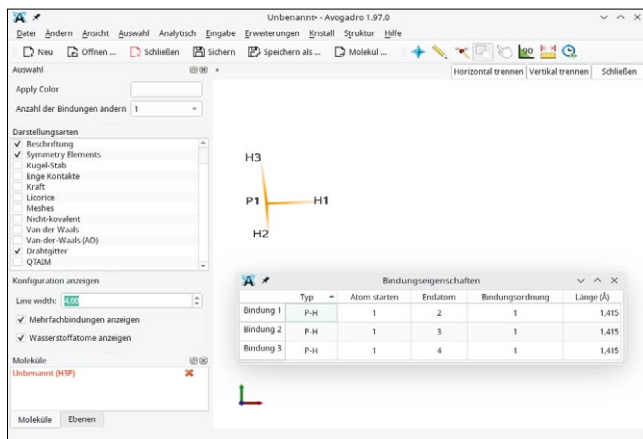 Unbenannt• - Avogadro 1.97.0
Datei Ändern Ansicht Auswahl Analytisch Eingabe Erweiterungen Kristall Struktur Hilfe
Neu Öffnen ... Schließen Sichern Speichern als ... Molekül ...
Auswahl
Horizontal trennen Vertikal trennen Schließen
Apply Color
Anzahl der Bindungen ändern 1
Darstellungsarten
Beschriftung
Symmetry Elements
Kugel-Stab
Enge Kontakte
Kraft
Licorice
Meshes
Nicht-kovalent
Van der Waals
Van-der-Waals (AO)
Drahtgitter
QTAIM
H3
P1 H1
H2
Konfiguration anzeigen
Line width: 4,00
Mehrfachbindungen anzeigen
Wasserstoffatome anzeigen
Bindungseigenschaften
Typ Atom starten Endatom Bindungsordnung Länge (Å)
Bindung 1 P-H 1 2 1 1,415
Bindung 2 P-H 1 3 1 1,415
Bindung 3 P-H 1 4 1 1,415
Moleküle
Unbenannt (H3P)
Moleküle Ebenen